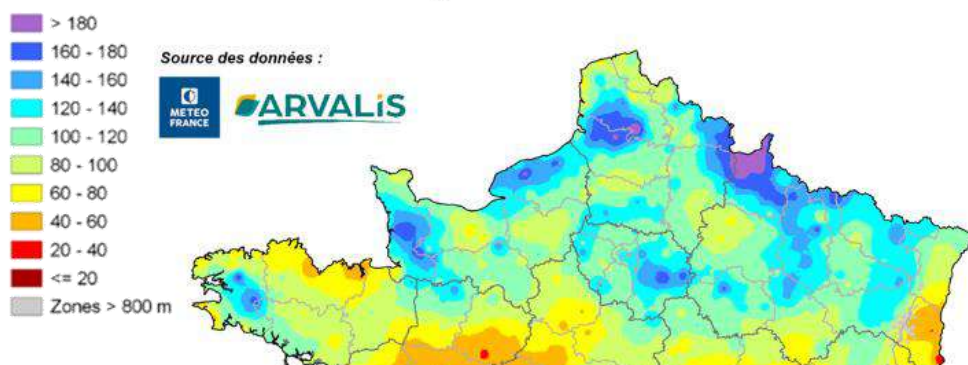 > 180
160 - 180
140 - 160
120 - 140
100 - 120
80 - 100
60 - 80
40 - 60
20 - 40
<= 20
Zones > 800 m
Source des données :
METEO
FRANCE
ARVALiS